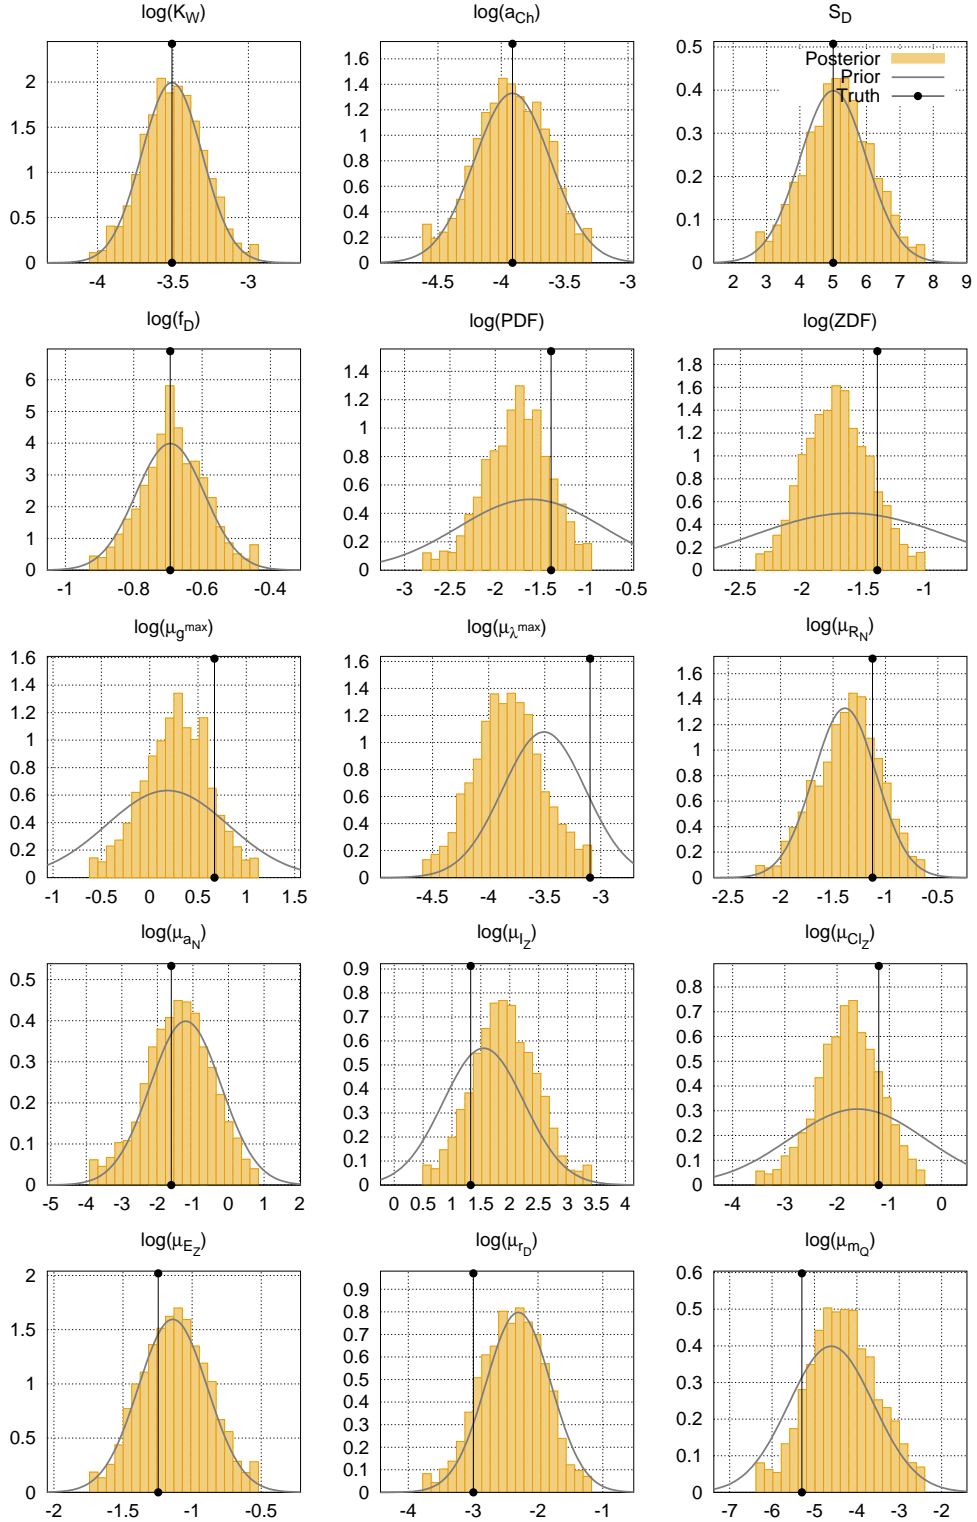 log(K_W) log(a_Ch) S_D
2 1.5 1 0.5 0
-4 -3.5 -3
1.6 1.4 1.2 1 0.8 0.6 0.4 0.2 0
-4.5 -4 -3.5 -3
0.5 0.4 0.3 0.2 0.1 0
2 3 4 5 6 7 8 9
Posterior
Prior
Truth
log(f_D) log(PDF) log(ZDF)
6 5 4 3 2 1 0
-1 -0.8 -0.6 -0.4
1.4 1.2 1 0.8 0.6 0.4 0.2 0
-3 -2.5 -2 -1.5 -1 -0.5
1.8 1.6 1.4 1.2 1 0.8 0.6 0.4 0.2 0
-2.5 -2 -1.5 -1
log(μ_g^max) log(μ_λ^max) log(μ_R_N)
1.6 1.4 1.2 1 0.8 0.6 0.4 0.2 0
-1 -0.5 0 0.5 1 1.5
1.6 1.4 1.2 1 0.8 0.6 0.4 0.2 0
-4.5 -4 -3.5 -3
1.6 1.4 1.2 1 0.8 0.6 0.4 0.2 0
-2.5 -2 -1.5 -1 -0.5
log(μ_a_N) log(μ_I_Z) log(μ_Cl_Z)
0.5 0.4 0.3 0.2 0.1 0
-5 -4 -3 -2 -1 0 1 2
0.9 0.8 0.7 0.6 0.5 0.4 0.3 0.2 0.1 0
0 0.5 1 1.5 2 2.5 3 3.5 4
0.8 0.7 0.6 0.5 0.4 0.3 0.2 0.1 0
-4 -3 -2 -1 0
log(μ_E_Z) log(μ_r_D) log(μ_m_Q)
2 1.5 1 0.5 0
-2 -1.5 -1 -0.5
0.9 0.8 0.7 0.6 0.5 0.4 0.3 0.2 0.1 0
-4 -3 -2 -1
0.6 0.5 0.4 0.3 0.2 0.1 0
-7 -6 -5 -4 -3 -2